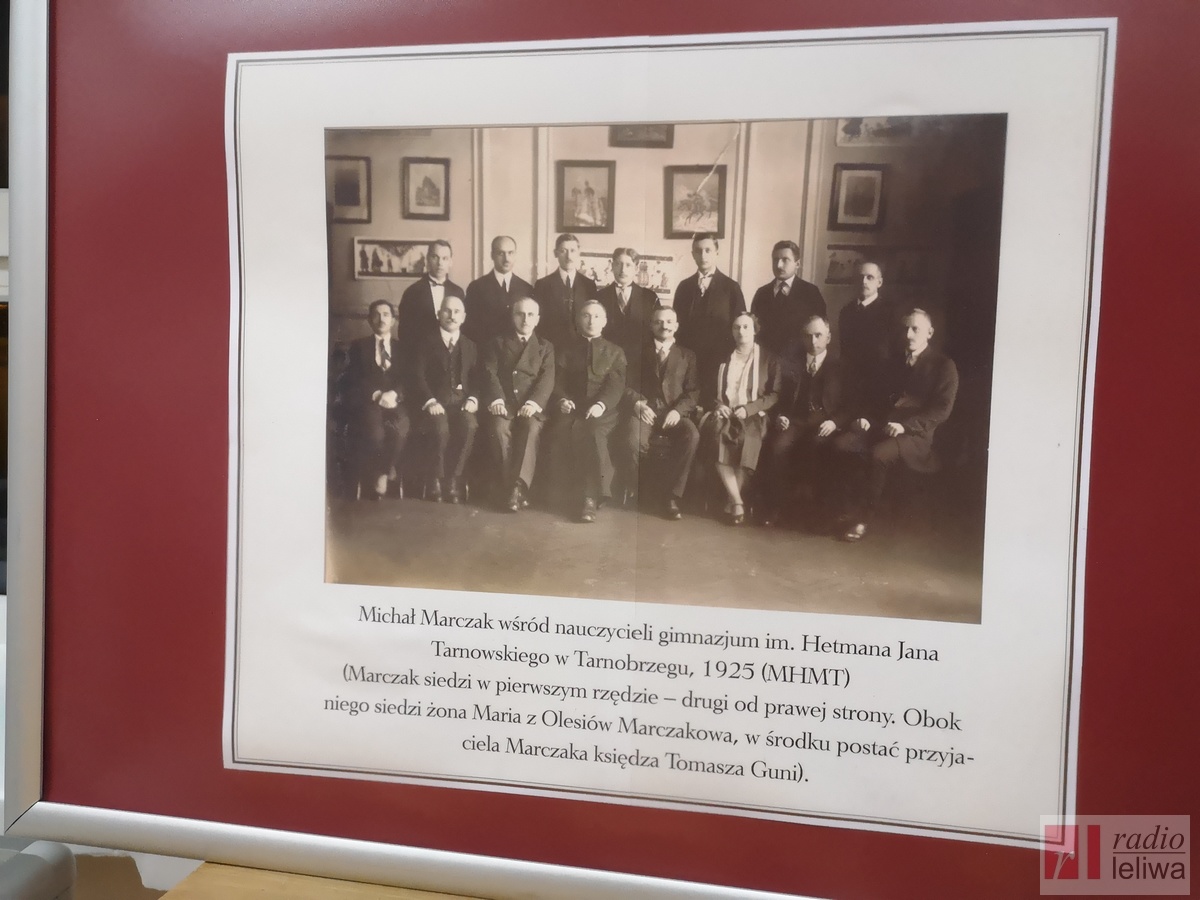 Michał Marczak wśród nauczycieli gimnazjum im. Hetmana Jana
Tarnowskiego w Tarnobrzegu, 1925 (MHMT)
(Marczak siedzi w pierwszym rzędzie – drugi od prawej strony. Obok
niego siedzi żona Maria z Olesiów Marczakowa, w środku postać przyja-
ciela Marczaka księdza Tomasza Guni).
radio
leliwa